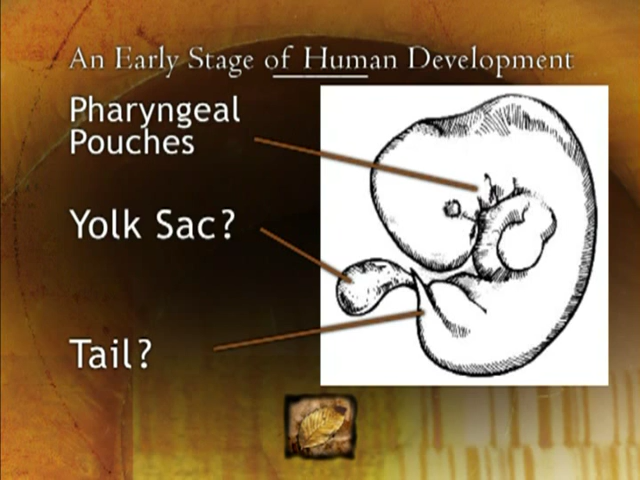 An Early Stage of Human Development
Pharyngeal
Pouches
Yolk Sac?
Tail?